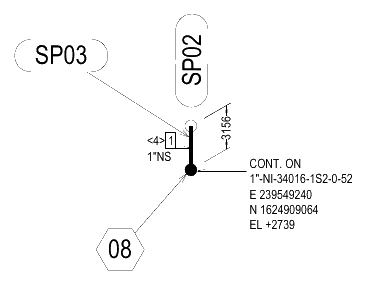 SP03
SP02
3156
<4> 1
1"NS
CONT. ON
1"-NI-34016-1S2-0-52
E 239549240
N 1624909064
EL +2739
08